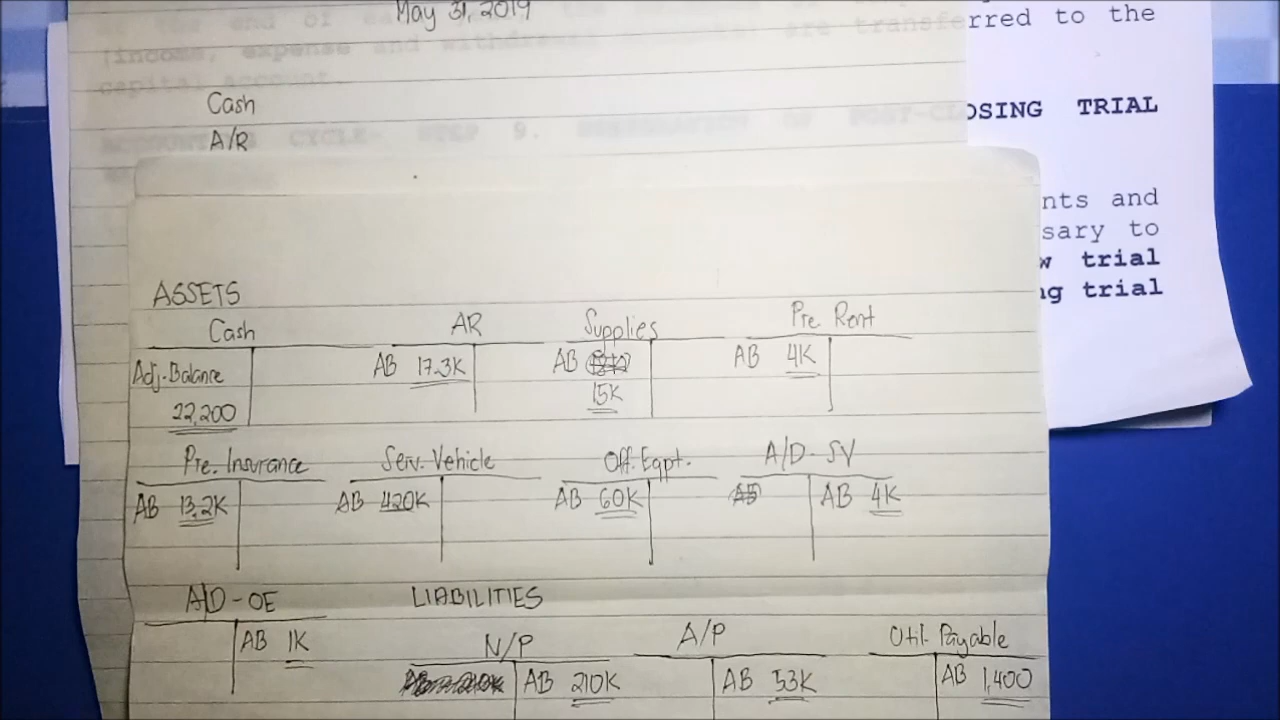 May 31, 2019
rred to the
Cash
OSING TRIAL
A/R
nts and
sary to
w trial
ng trial
ASSETS
Cash AR Supplies Pre. Rent
Adj. Balance AB 17.3K AB AB 4K
22,200 15K
Pre. Insurance Serv. Vehicle Off. Eqpt. A/D - SV
AB 13.2K AB 420K AB 60K AB 4K
A/D - OE LIABILITIES
AB 1K N/P A/P Util. Payable
AB 210K AB 53K AB 1,400